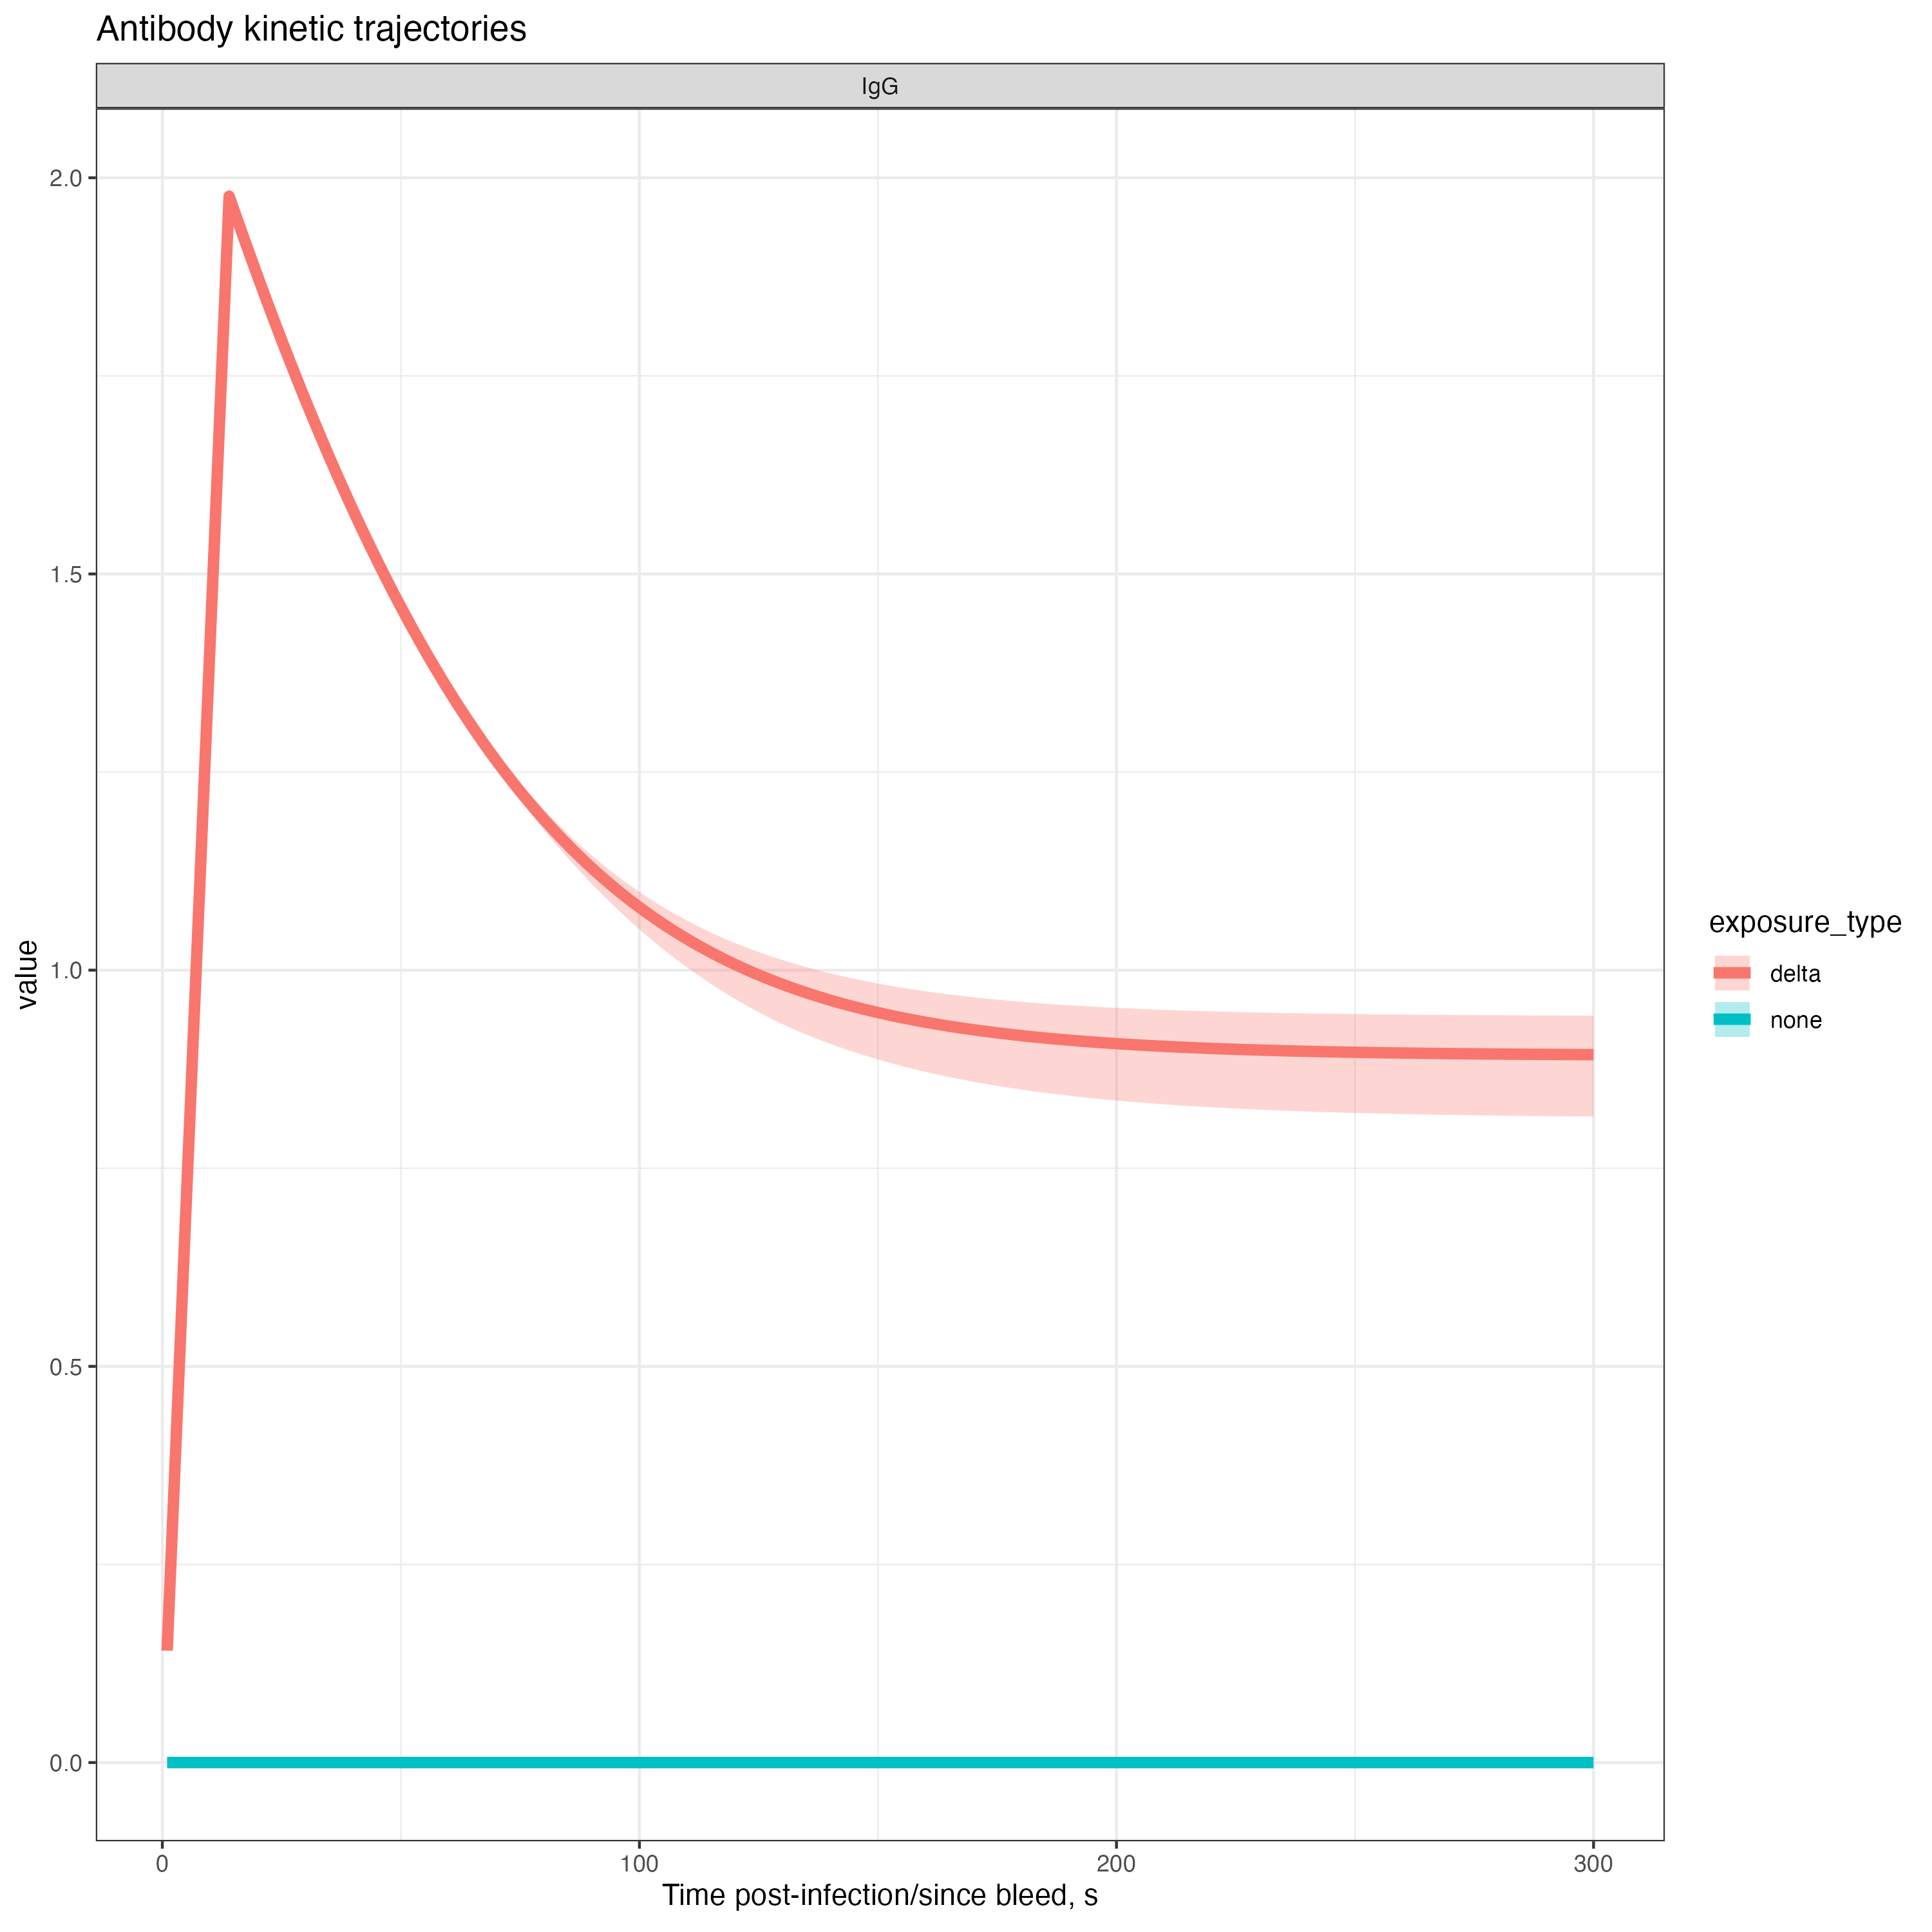 Antibody kinetic trajectories
IgG
2.0
1.5
1.0
0.5
0.0
value
0 100 200 300
Time post-infection/since bleed, s
exposure_type
delta
none